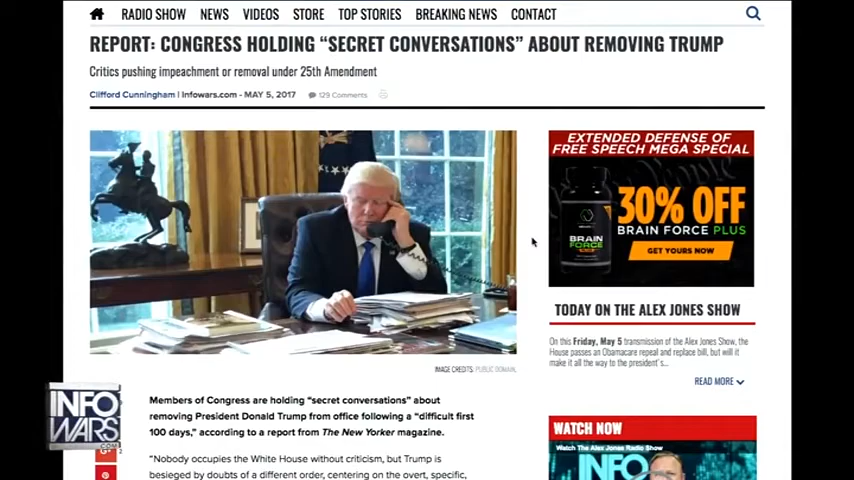 RADIO SHOW NEWS VIDEOS STORE TOP STORIES BREAKING NEWS CONTACT
REPORT: CONGRESS HOLDING “SECRET CONVERSATIONS” ABOUT REMOVING TRUMP
Critics pushing impeachment or removal under 25th Amendment
Clifford Cunningham | Infowars.com - MAY 5, 2017 129 Comments
EXTENDED DEFENSE OF
FREE SPEECH MEGA SPECIAL
30% OFF
BRAIN FORCE PLUS
GET YOURS NOW
BRAIN
FORCE
TODAY ON THE ALEX JONES SHOW
On this Friday, May 5 transmission of the Alex Jones Show, the
House passes an Obamacare repeal and replace bill, but will it
make it all the way to the president's...
READ MORE
IMAGE CREDITS: PUBLIC DOMAIN.
Members of Congress are holding “secret conversations” about
removing President Donald Trump from office following a “difficult first
100 days,” according to a report from The New Yorker magazine.
“Nobody occupies the White House without criticism, but Trump is
besieged by doubts of a different order, centering on the overt, specific,
WATCH NOW
Watch The Alex Jones Radio Show
INFO
INFO
WARS
.COM
G+ 2